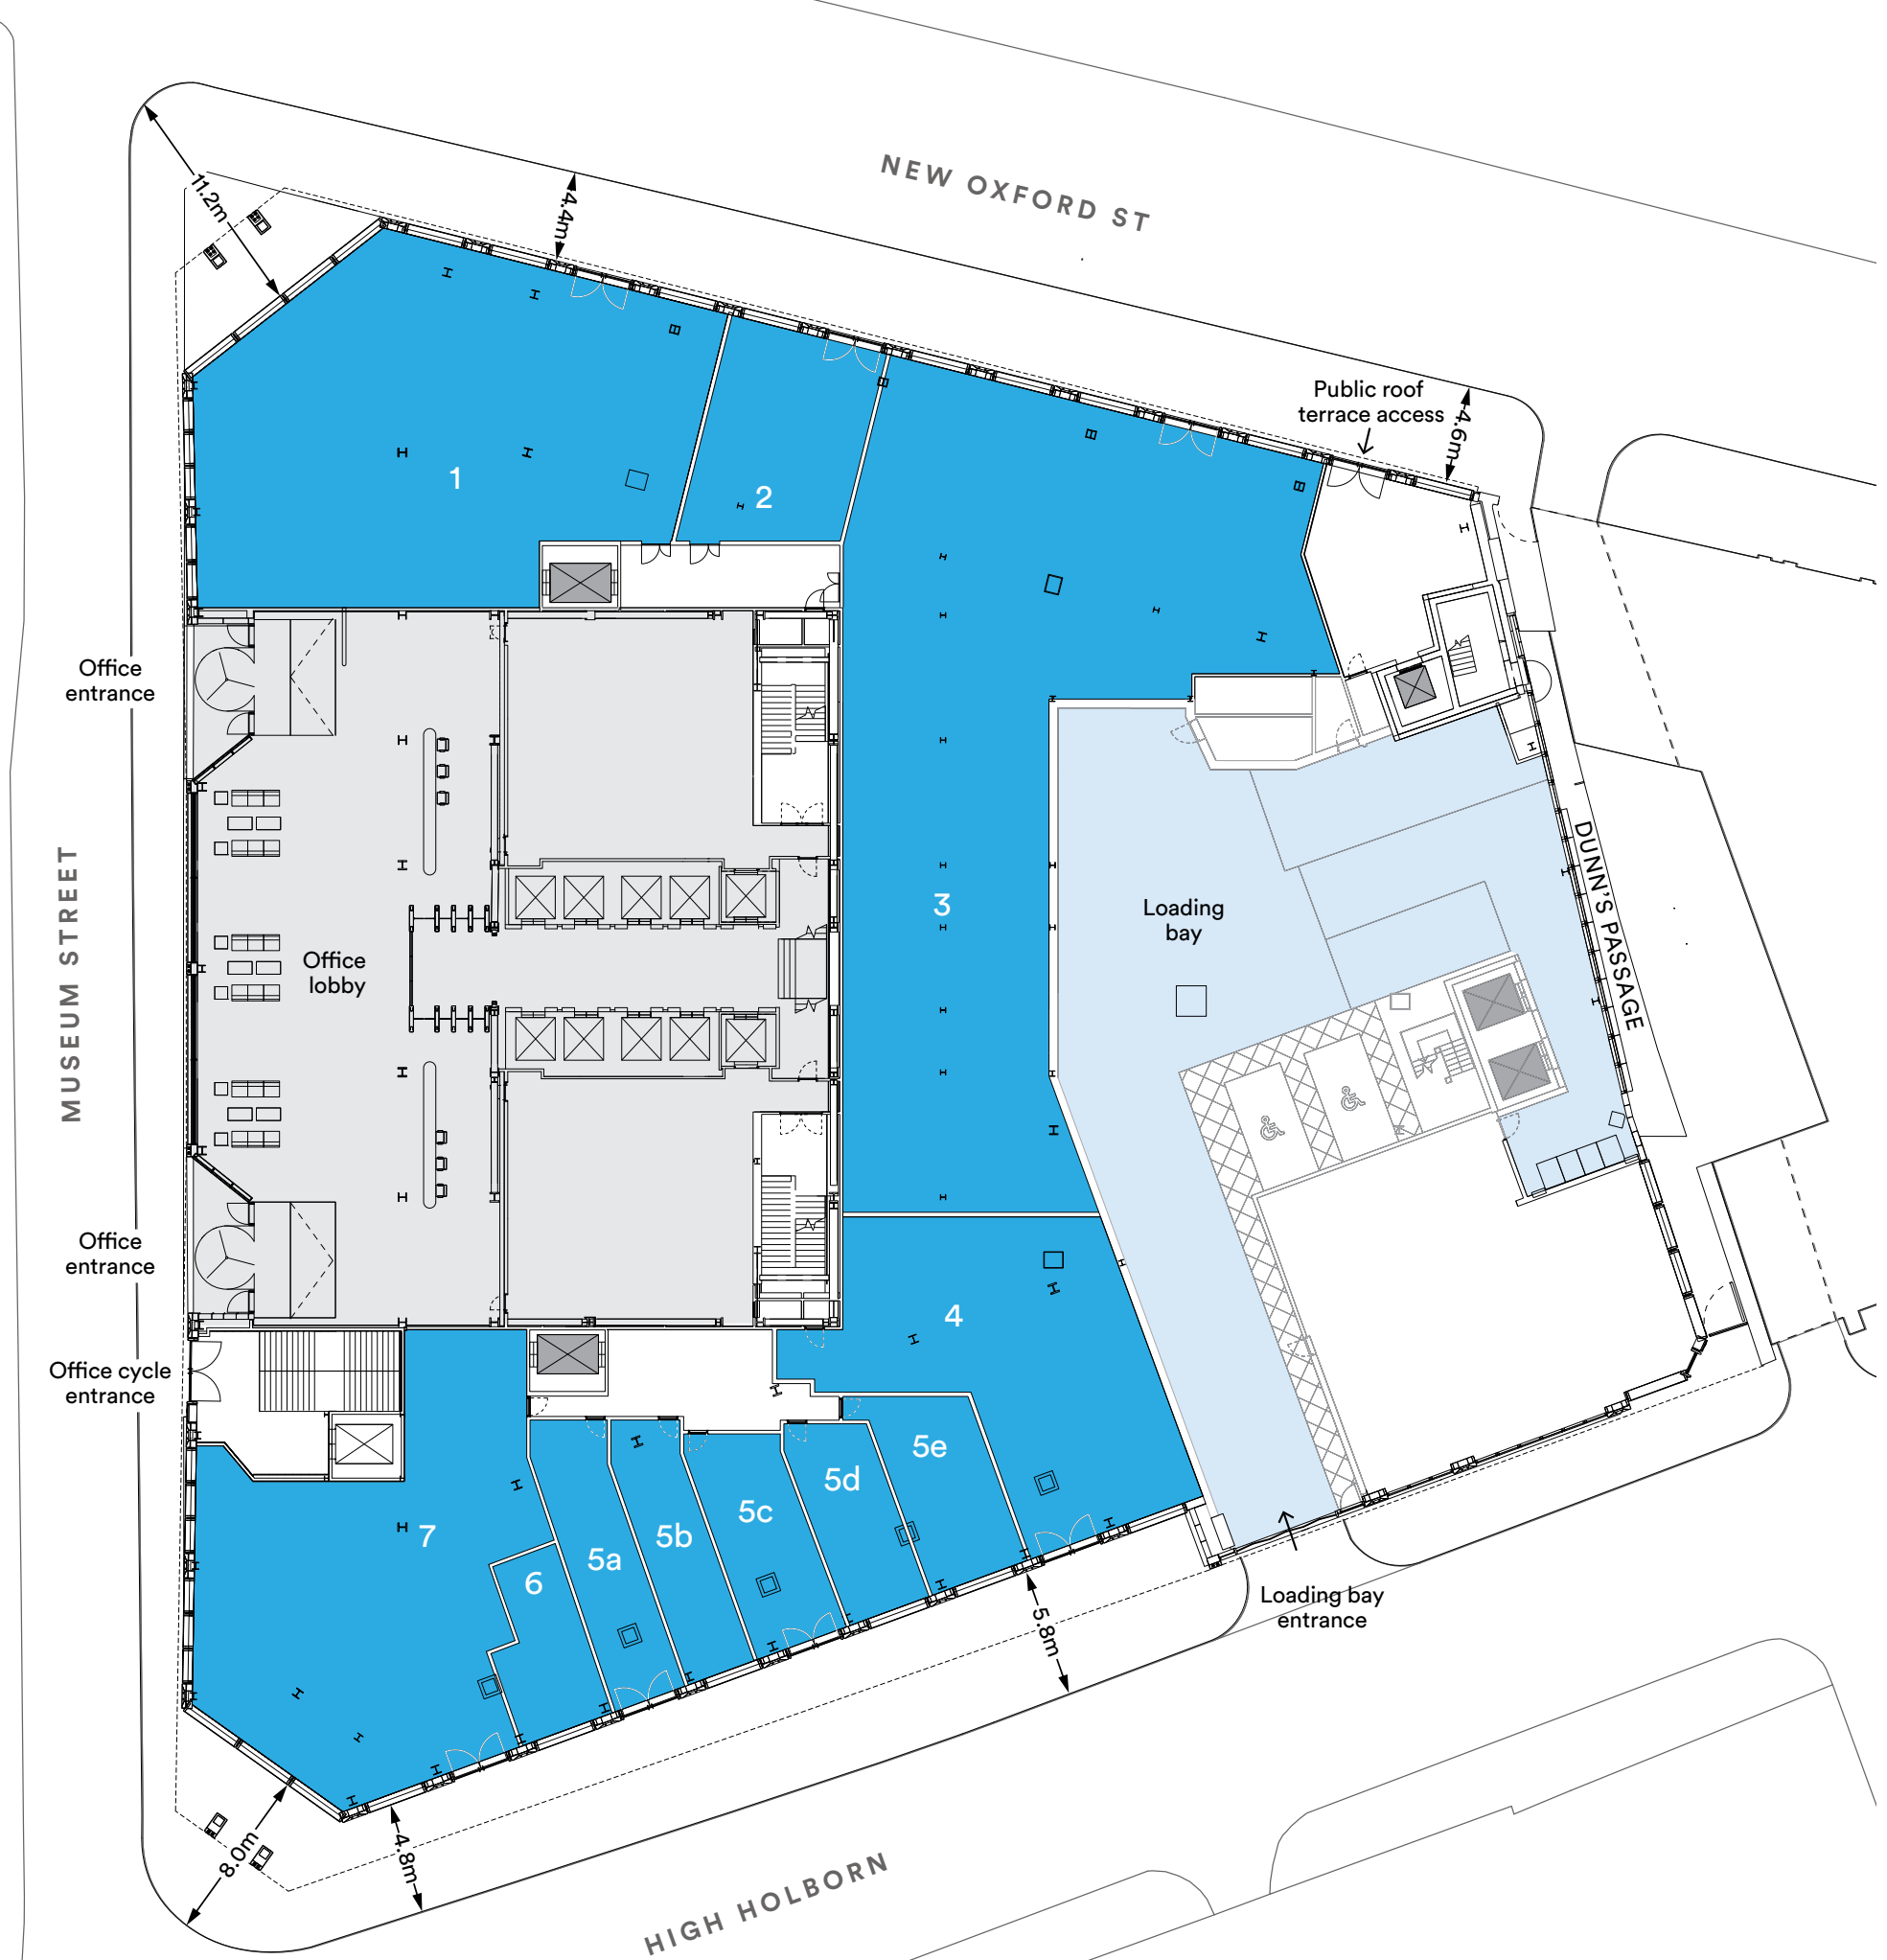 NEW OXFORD ST
11.2m
4.4m
Public roof
terrace access
4.6m
1
2
Office
entrance
MUSEUM STREET
Office
lobby
3
Loading
bay
DUNN'S PASSAGE
Office
entrance
4
Office cycle
entrance
5e
5d
5c
5b
5a
7
6
5.8m
Loading bay
entrance
8.0m
4.8m
HIGH HOLBORN